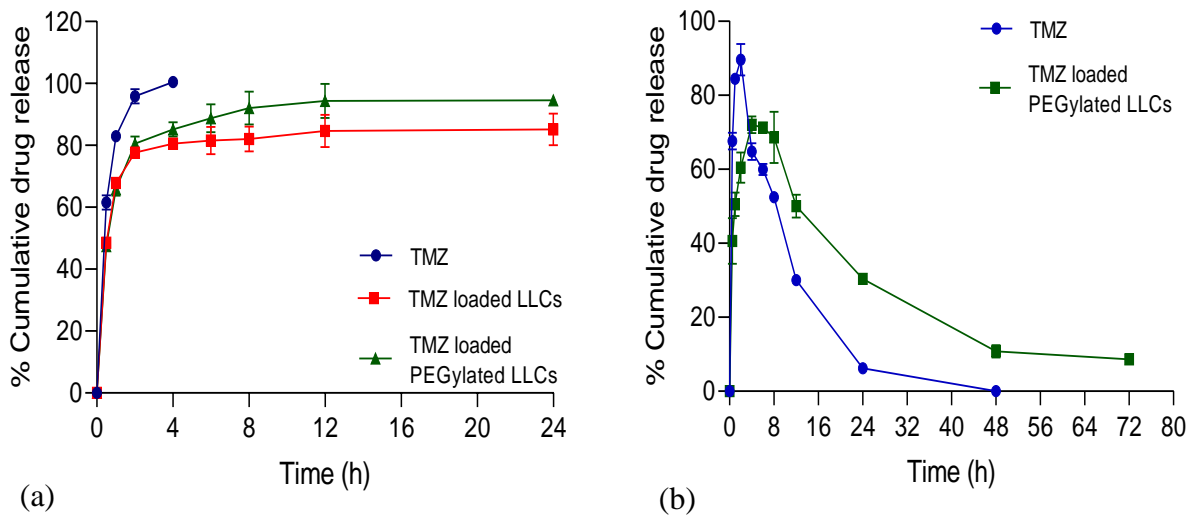 % Cumulative drug release
120
100
80
60
40
20
0
0
4
8
12
16
20
24
Time (h)
TMZ
TMZ loaded LLCs
TMZ loaded
PEGylated LLCs
(a)
% Cumulative drug release
100
80
60
40
20
0
0
8
16
24
32
40
48
56
64
72
80
Time (h)
TMZ
TMZ loaded
PEGylated LLCs
(b)